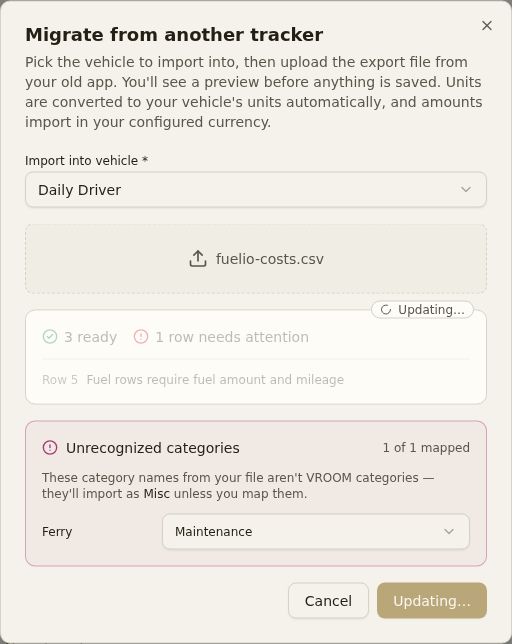 Migrate from another tracker
Pick the vehicle to import into, then upload the export file from
your old app. You'll see a preview before anything is saved. Units
are converted to your vehicle's units automatically, and amounts
import in your configured currency.
Import into vehicle *
Daily Driver
fuelio-costs.csv
Updating...
3 ready 1 row needs attention
Row 5 Fuel rows require fuel amount and mileage
Unrecognized categories 1 of 1 mapped
These category names from your file aren't VROOM categories —
they'll import as Misc unless you map them.
Ferry Maintenance
Cancel Updating...